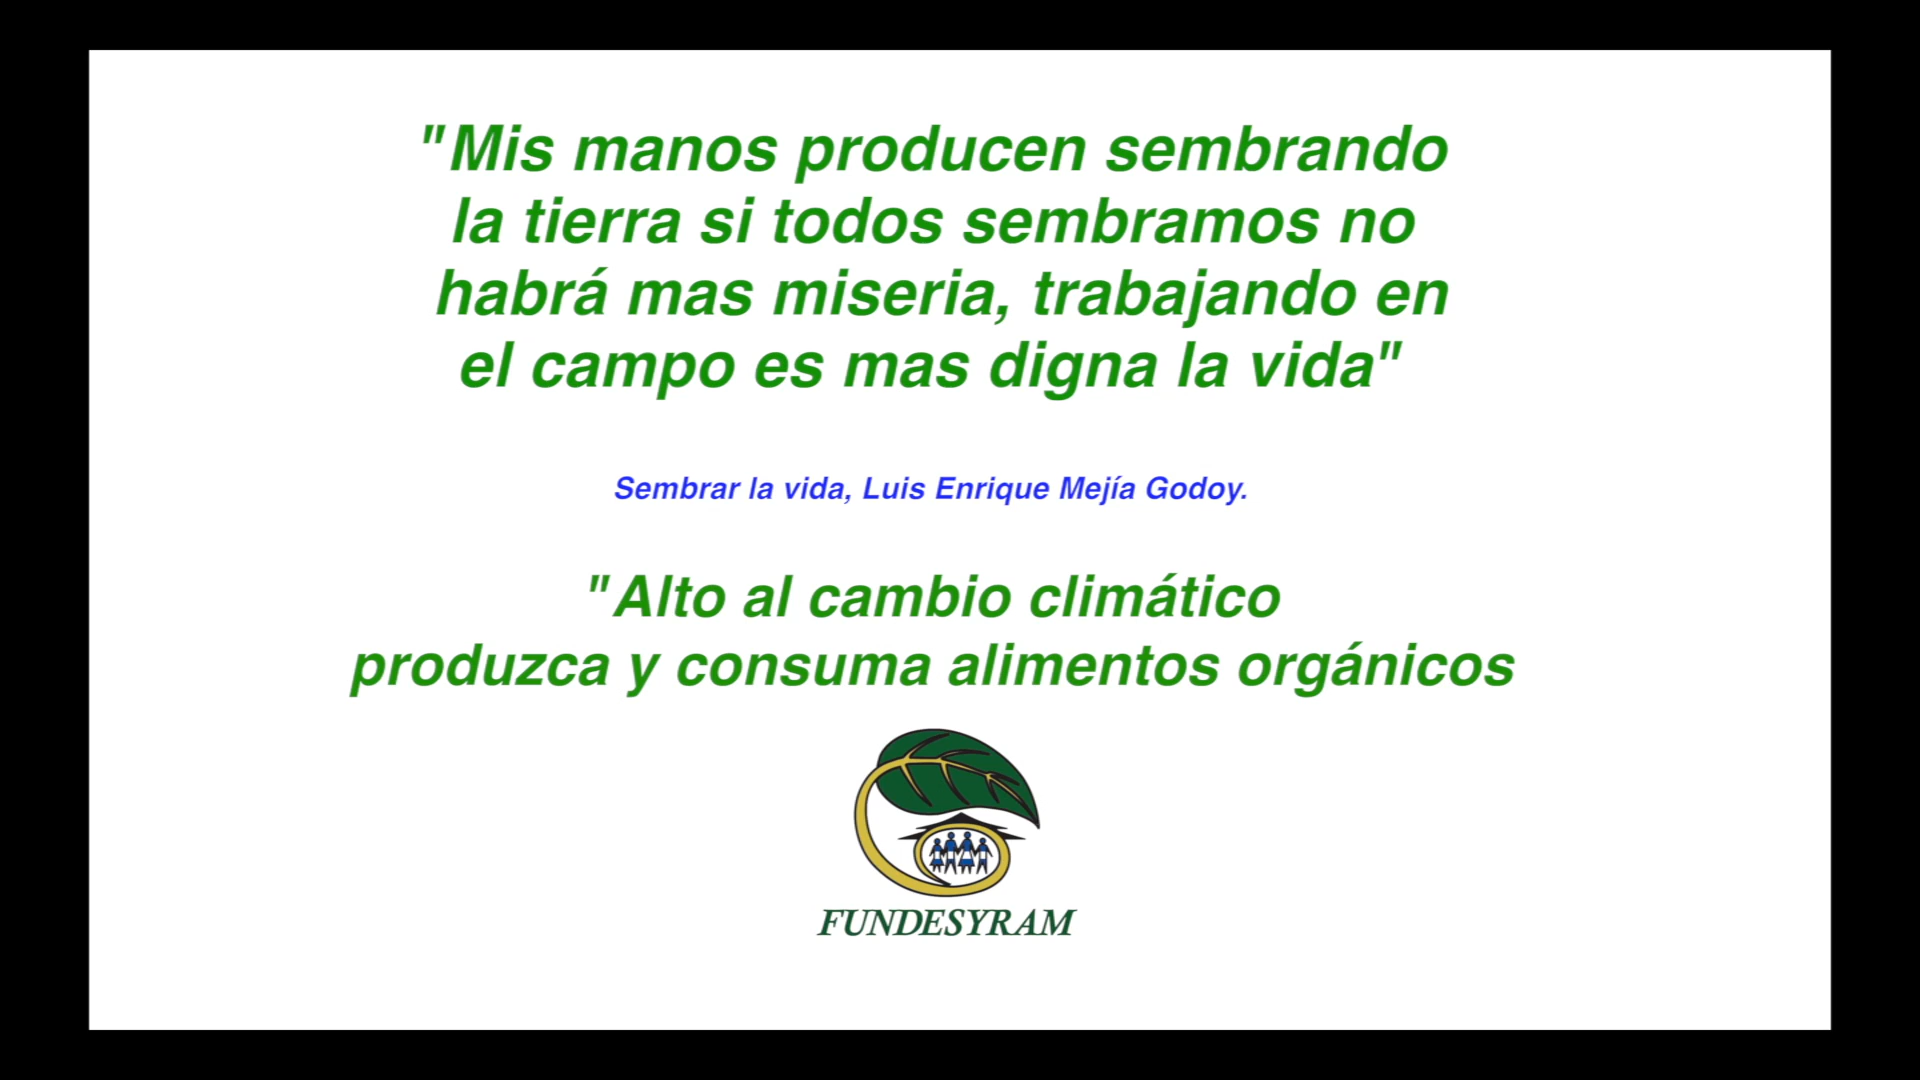 "Mis manos producen sembrando
la tierra si todos sembramos no
habrá mas miseria, trabajando en
el campo es mas digna la vida"
Sembrar la vida, Luis Enrique Mejía Godoy.
"Alto al cambio climático
produzca y consuma alimentos orgánicos
FUNDESYRAM